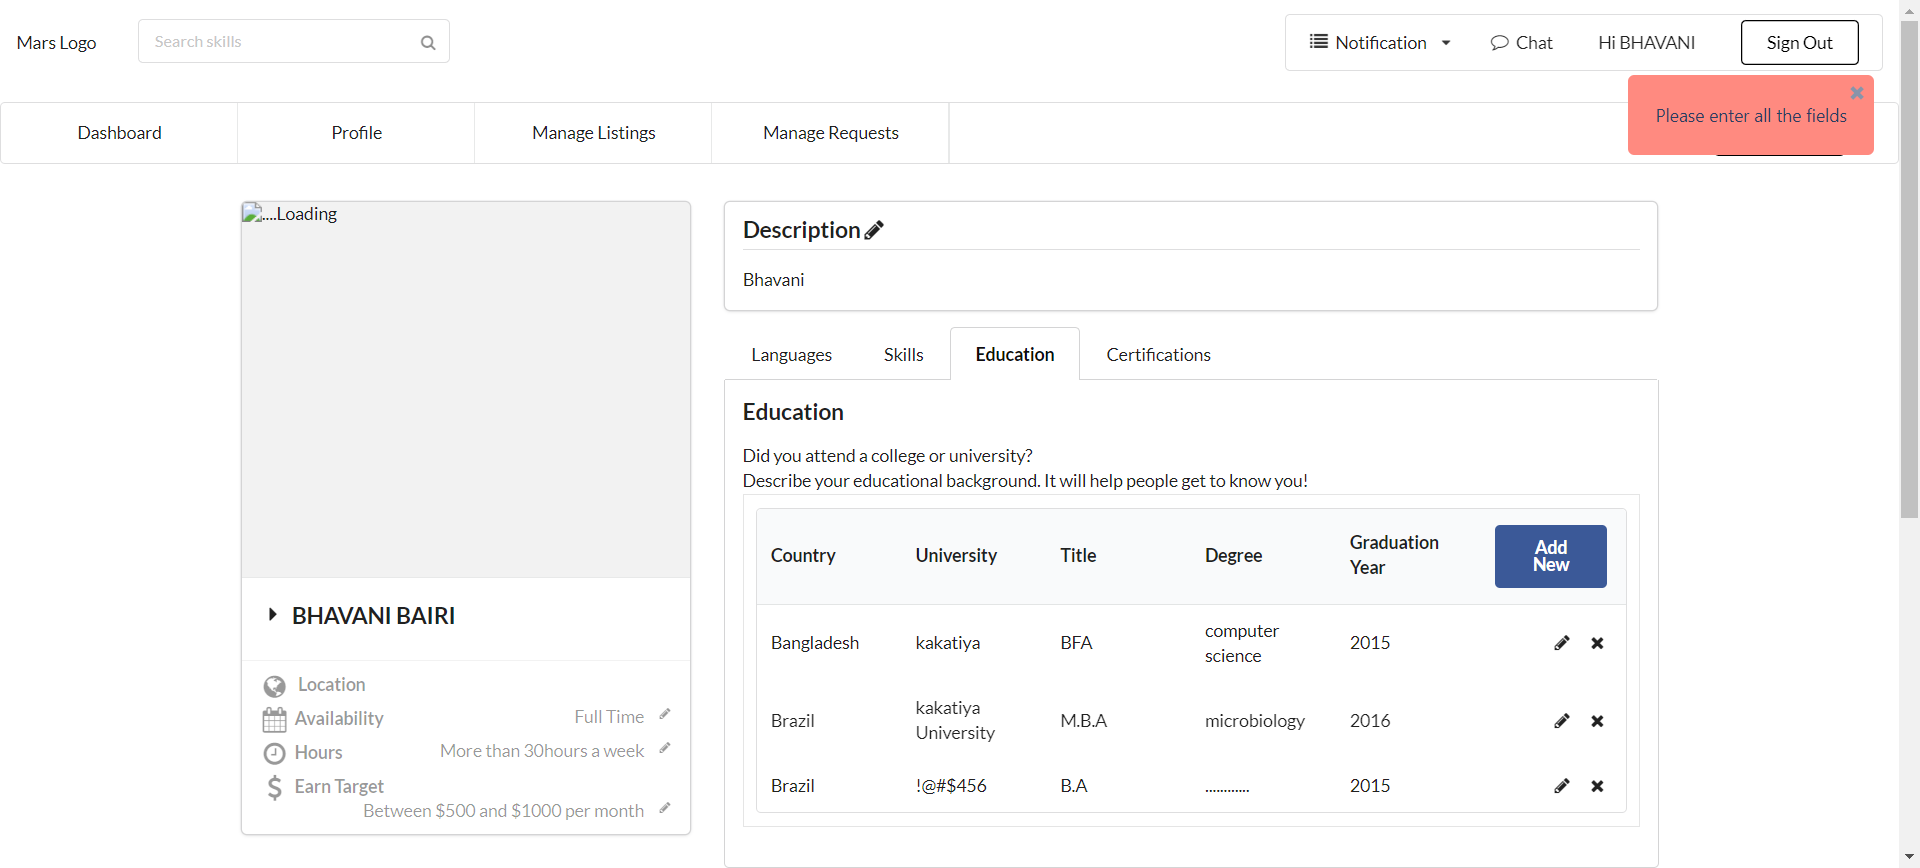 Mars Logo
Search skills
Notification
Chat
Hi BHAVANI
Sign Out
Please enter all the fields
Dashboard
Profile
Manage Listings
Manage Requests
....Loading
BHAVANI BAIRI
Location
Availability
Full Time
Hours
More than 30hours a week
Earn Target
Between $500 and $1000 per month
Description
Bhavani
Languages
Skills
Education
Certifications
Education
Did you attend a college or university?
Describe your educational background. It will help people get to know you!
Country
University
Title
Degree
Graduation
Year
Add
New
Bangladesh
kakatiya
BFA
computer
science
2015
Brazil
kakatiya
University
M.B.A
microbiology
2016
Brazil
!@#$456
B.A
............
2015